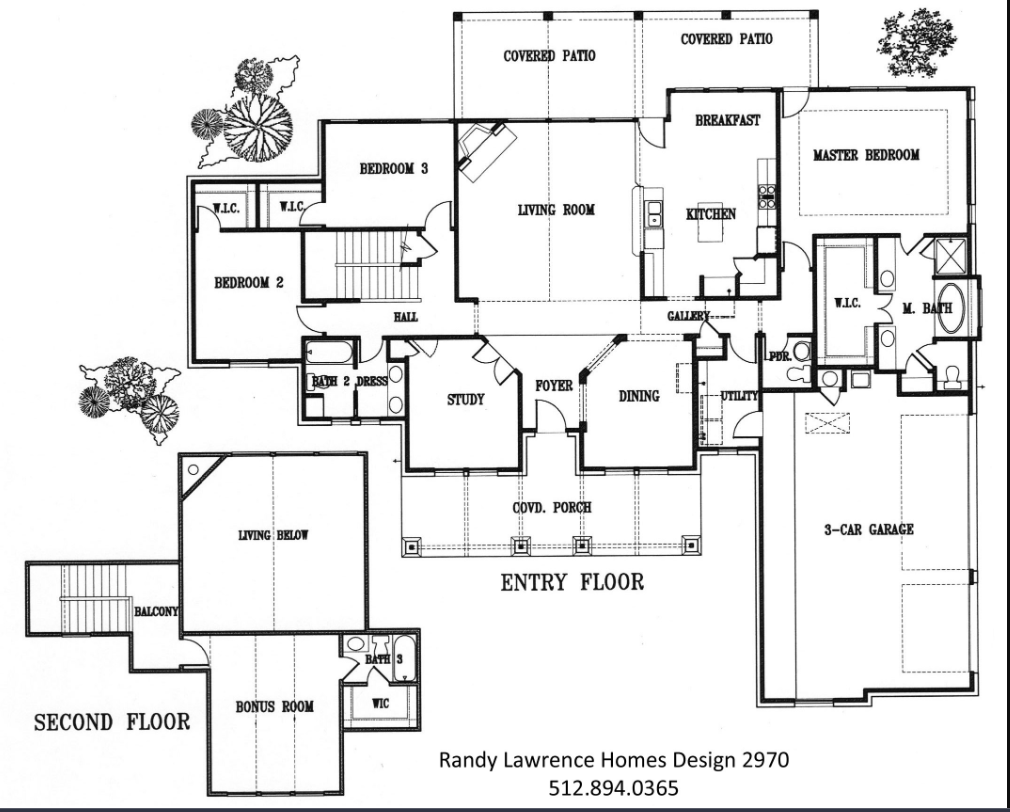 COVERED PATIO
COVERED PATIO
BREAKFAST
BEDROOM 3
MASTER BEDROOM
W.I.C.
W.I.C.
LIVING ROOM
KITCHEN
BEDROOM 2
W.I.C.
M. BATH
HALL
GALLERY
PDR.
BATH 2
DRESS
STUDY
FOYER
DINING
UTILITY
COVD. PORCH
3-CAR GARAGE
ENTRY FLOOR
LIVING BELOW
BALCONY
BATH 3
WIC
BONUS ROOM
SECOND FLOOR
Randy Lawrence Homes Design 2970
512.894.0365